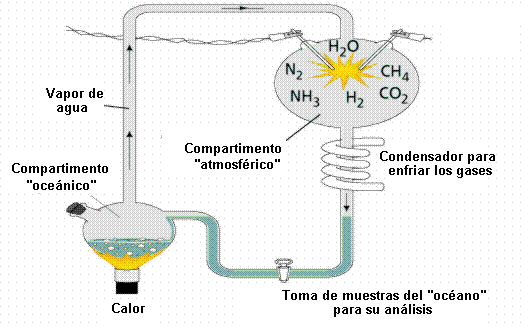 H2O
N2
CH4
NH3
H2
CO2
Vapor de
agua
Compartimento
"atmosférico"
Condensador para
enfriar los gases
Compartimento
"oceánico"
Calor
Toma de muestras del "océano"
para su análisis